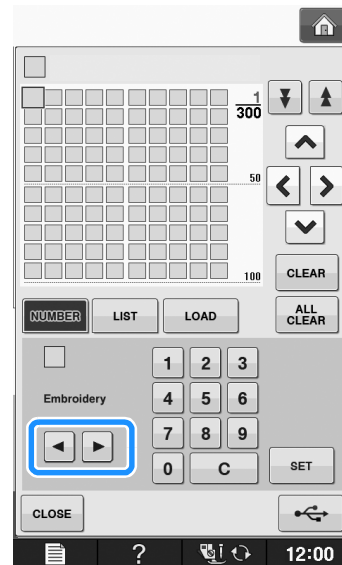 1
300
50
100
CLEAR
NUMBER LIST LOAD
ALL
CLEAR
1 2 3
Embroidery
4 5 6
7 8 9
0 C
SET
CLOSE
? 12:00